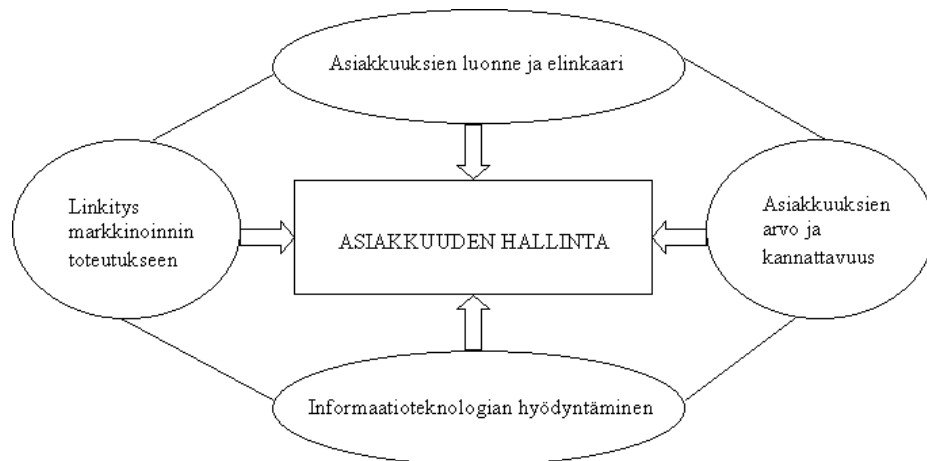 Asiakkuuksien luonne ja elinkaari
Linkitys
markkinoinnin
toteutukseen
ASIAKKUUDEN HALLINTA
Asiakkuuksien
arvo ja
kannattavuus
Informaatioteknologian hyödyntäminen